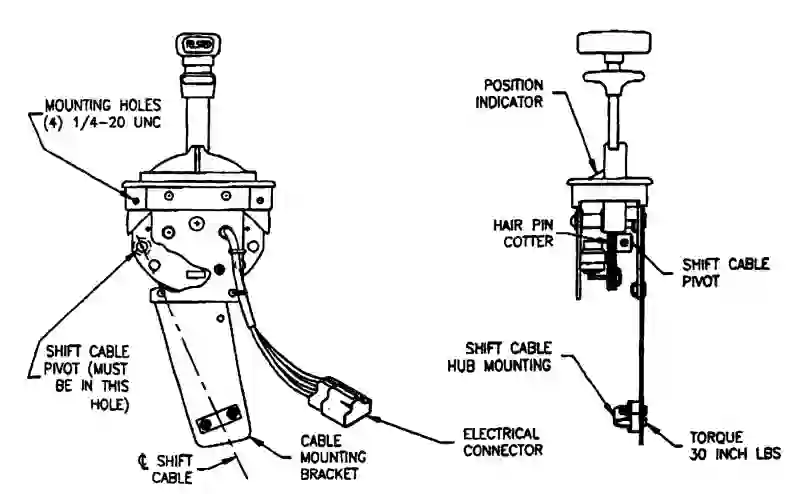 MOUNTING HOLES
(4) 1/4-20 UNC
SHIFT CABLE
PIVOT (MUST
BE IN THIS
HOLE)
℄ SHIFT
CABLE
CABLE
MOUNTING
BRACKET
ELECTRICAL
CONNECTOR
POSITION
INDICATOR
HAIR PIN
COTTER
SHIFT CABLE
PIVOT
SHIFT CABLE
HUB MOUNTING
TORQUE
30 INCH LBS